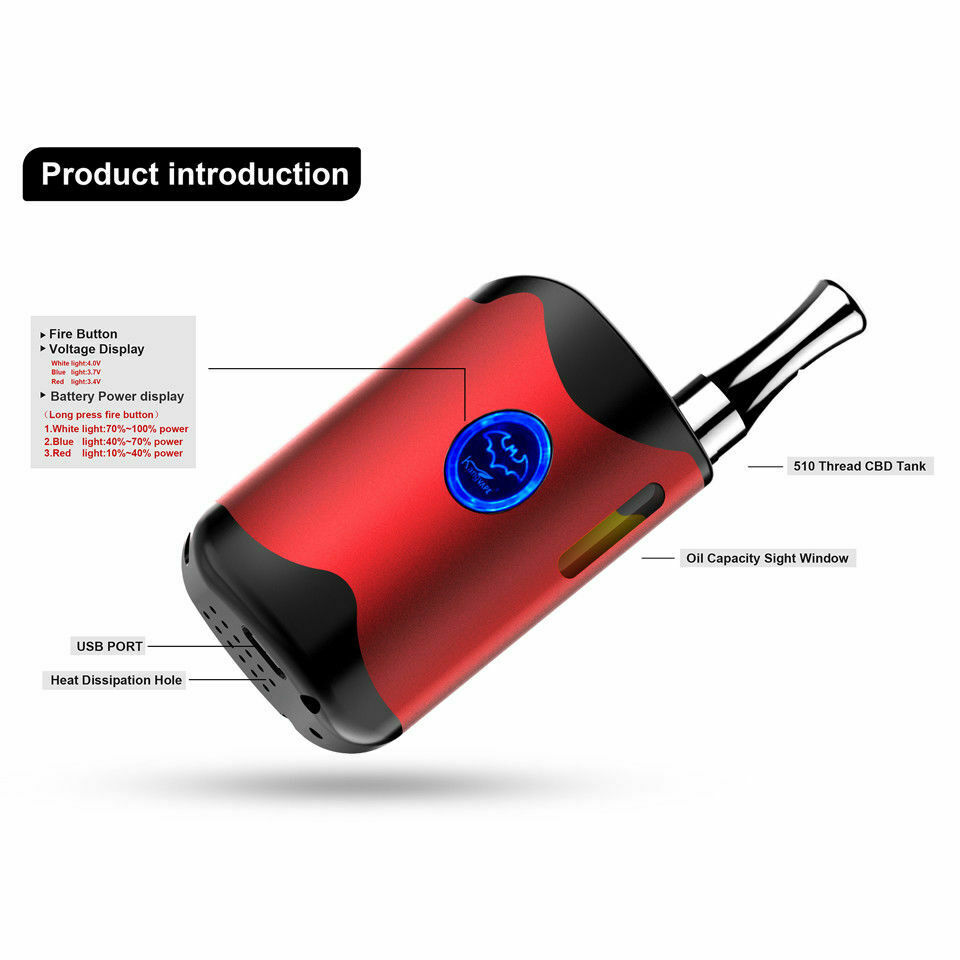 Product introduction
Fire Button
Voltage Display
White light:4.0V
Blue light:3.7V
Red light:3.4V
Battery Power display
（Long press fire button）
1.White light:70%~100% power
2.Blue light:40%~70% power
3.Red light:10%~40% power
KangVape
510 Thread CBD Tank
Oil Capacity Sight Window
USB PORT
Heat Dissipation Hole